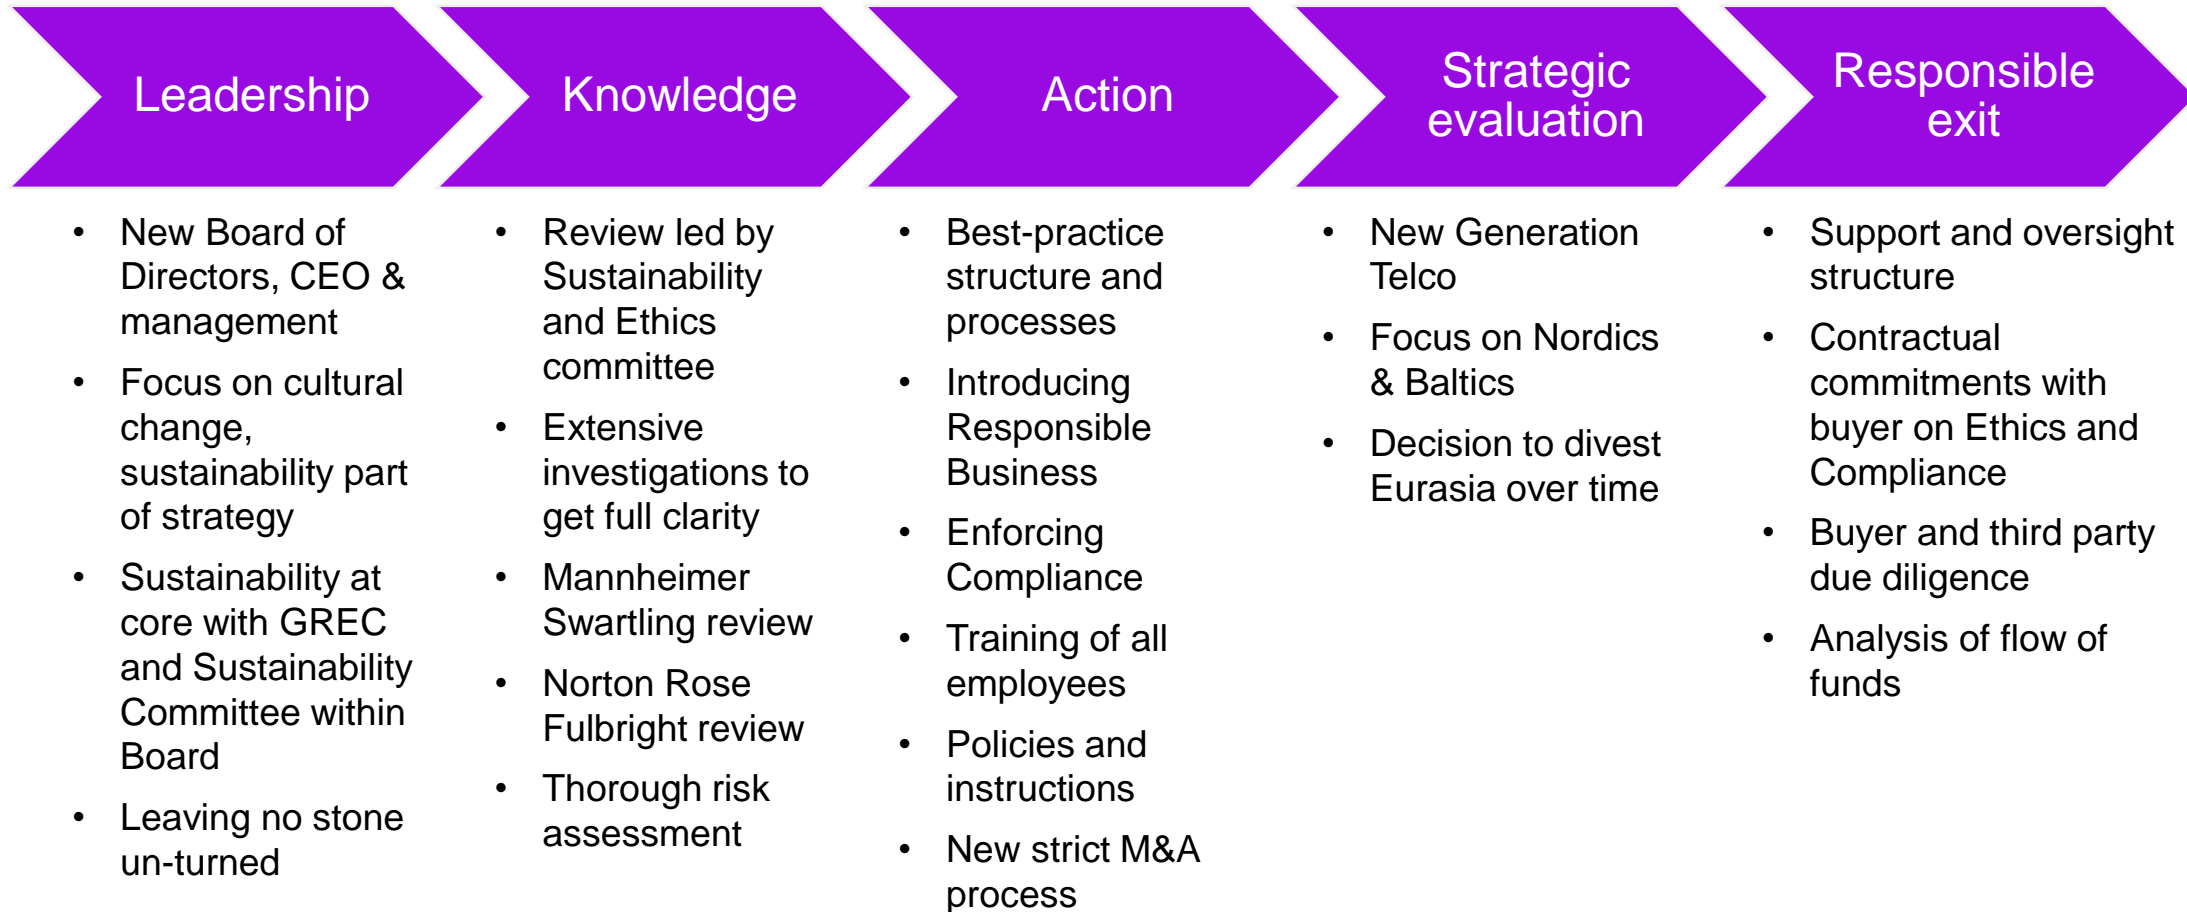 Leadership
Knowledge
Action
Strategic
evaluation
Responsible
exit
• New Board of
Directors, CEO &
management
• Focus on cultural
change,
sustainability part
of strategy
• Sustainability at
core with GREC
and Sustainability
Committee within
Board
• Leaving no stone
un-turned
• Review led by
Sustainability
and Ethics
committee
• Extensive
investigations to
get full clarity
• Mannheimer
Swartling review
• Norton Rose
Fulbright review
• Thorough risk
assessment
• Best-practice
structure and
processes
• Introducing
Responsible
Business
• Enforcing
Compliance
• Training of all
employees
• Policies and
instructions
• New strict M&A
process
• New Generation
Telco
• Focus on Nordics
& Baltics
• Decision to divest
Eurasia over time
• Support and oversight
structure
• Contractual
commitments with
buyer on Ethics and
Compliance
• Buyer and third party
due diligence
• Analysis of flow of
funds